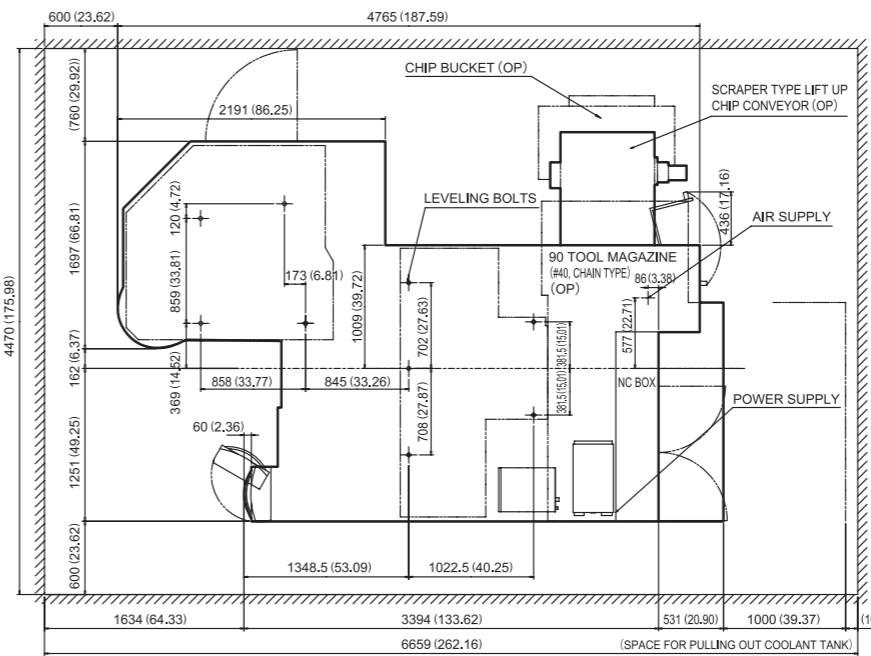 600 (23.62)
4765 (187.59)
(760 (29.92))
CHIP BUCKET (OP)
SCRAPER TYPE LIFT UP
CHIP CONVEYOR (OP)
2191 (86.25)
LEVELING BOLTS
436 (17.16)
AIR SUPPLY
120 (4.72)
1697 (66.81)
90 TOOL MAGAZINE
(#40, CHAIN TYPE)
(OP)
86 (3.38)
173 (6.81)
859 (33.81)
1009 (39.72)
702 (27.63)
577 (22.71)
4470 (175.98)
381.5 (15.01)
381.5 (15.01)
162 (6.37)
369 (14.52)
858 (33.77)
845 (33.26)
708 (27.87)
NC BOX
POWER SUPPLY
60 (2.36)
1251 (49.25)
600 (23.62)
1348.5 (53.09)
1022.5 (40.25)
1634 (64.33)
3394 (133.62)
531 (20.90)
1000 (39.37)
6659 (262.16)
(SPACE FOR PULLING OUT COOLANT TANK)